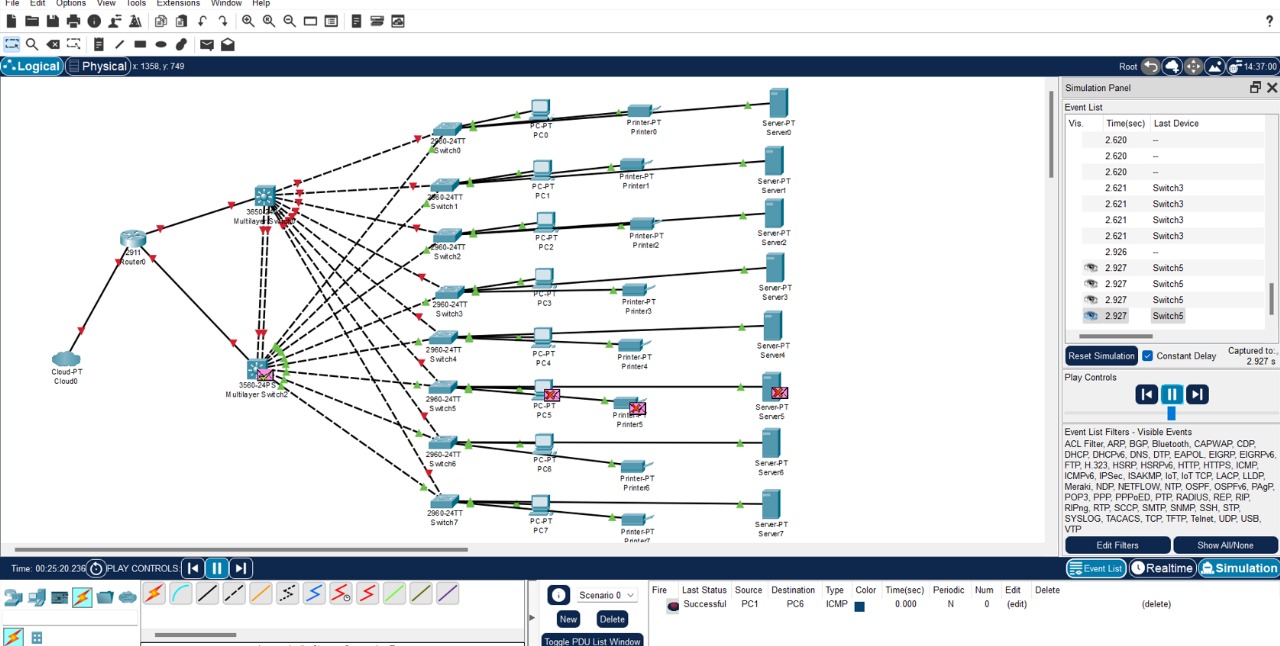 File Edit Options View Tools Extensions Window Help
?
Logical Physical x: 1358, y: 749 Root 14:37:00
Simulation Panel
Event List
Vis. Time(sec) Last Device
2.620 --
2.620 --
2.620 --
2.621 Switch3
2.621 Switch3
2.621 Switch3
2.621 Switch3
2.926 --
2.927 Switch5
2.927 Switch5
2.927 Switch5
2.927 Switch5
Reset Simulation Constant Delay Captured to:
2.927 s
Play Controls
Event List Filters - Visible Events
ACL Filter, ARP, BGP, Bluetooth, CAPWAP, CDP,
DHCP, DHCPv6, DNS, DTP, EAPOL, EIGRP, EIGRPv6,
FTP, H.323, HSRP, HSRPv6, HTTP, HTTPS, ICMP,
ICMPv6, IPSec, ISAKMP, IoT, IoT TCP, LACP, LLDP,
Meraki, NDP, NETFLOW, NTP, OSPF, OSPFv6, PAgP,
POP3, PPP, PPPoED, PTP, RADIUS, REP, RIP,
RIPng, RTP, SCCP, SMTP, SNMP, SSH, STP,
SYSLOG, TACACS, TCP, TFTP, Telnet, UDP, USB,
VTP
Edit Filters Show All/None
Event List Realtime Simulation
PC-PT
PC0
Printer-PT
Printer0
Server-PT
Server0
2960-24TT
Switch0
PC-PT
PC1
Printer-PT
Printer1
Server-PT
Server1
2960-24TT
Switch1
PC-PT
PC2
Printer-PT
Printer2
Server-PT
Server2
2960-24TT
Switch2
PC-PT
PC3
Printer-PT
Printer3
Server-PT
Server3
2960-24TT
Switch3
PC-PT
PC4
Printer-PT
Printer4
Server-PT
Server4
2960-24TT
Switch4
PC-PT
PC5
Printer-PT
Printer5
Server-PT
Server5
2960-24TT
Switch5
PC-PT
PC6
Printer-PT
Printer6
Server-PT
Server6
2960-24TT
Switch6
PC-PT
PC7
Printer-PT
Printer7
Server-PT
Server7
2960-24TT
Switch7
Multilayer
2911
Router0
3560-24PS
Multilayer Switch2
Cloud-PT
Cloud0
Time: 00:25:20.236 PLAY CONTROLS:
Scenario 0
New Delete
Toggle PDU List Window
Fire Last Status Source Destination Type Color Time(sec) Periodic Num Edit Delete
Successful PC1 PC6 ICMP 0.000 N 0 (edit) (delete)